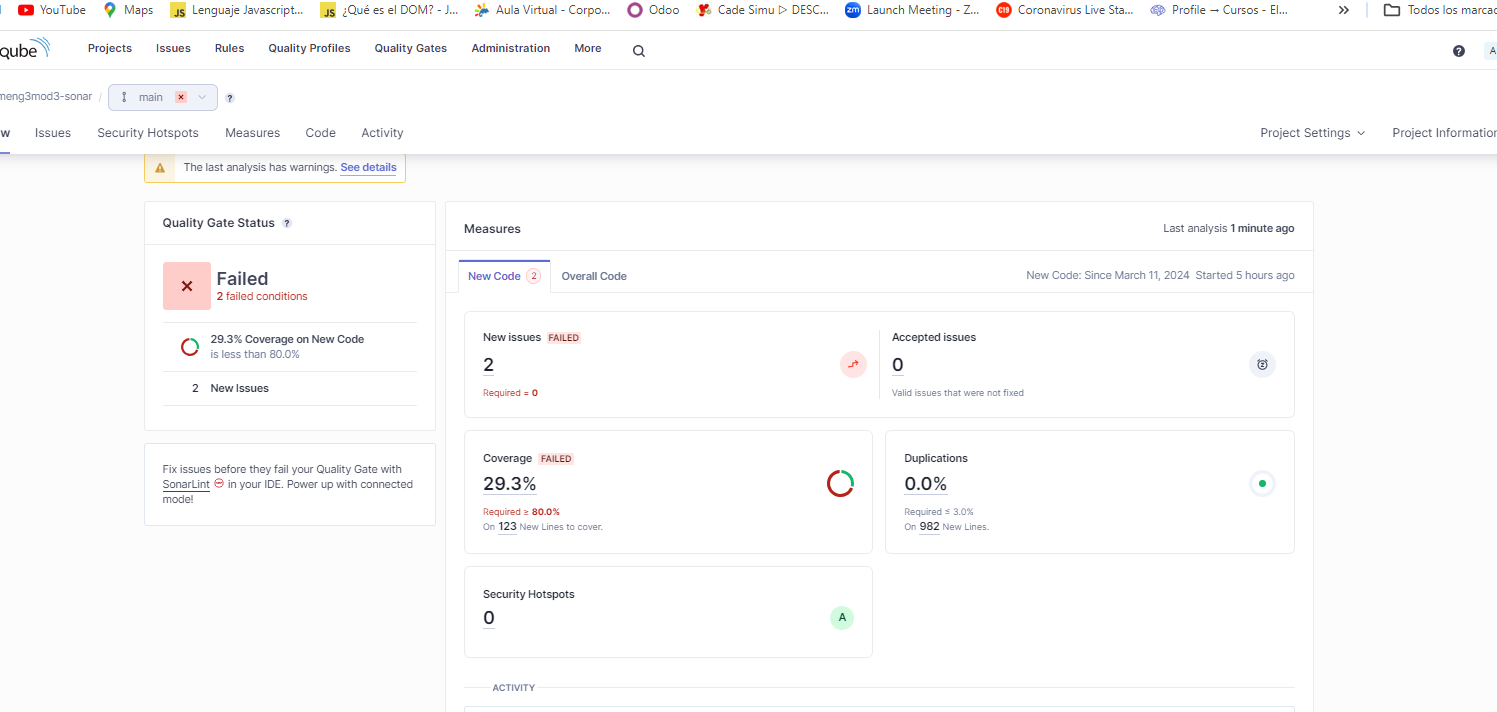 YouTube Maps JS Lenguaje Javascript... JS ¿Qué es el DOM? - J... Aula Virtual - Corpo... Odoo Cade Simu ▷ DESC... zm Launch Meeting - Z... C19 Coronavirus Live Sta... Profile → Cursos - El... » Todos los marcad
qube Projects Issues Rules Quality Profiles Quality Gates Administration More ? A
meng3mod3-sonar / main ?
w Issues Security Hotspots Measures Code Activity Project Settings Project Information
The last analysis has warnings. See details
Quality Gate Status ?
Failed
2 failed conditions
29.3% Coverage on New Code
is less than 80.0%
2 New Issues
Fix issues before they fail your Quality Gate with
SonarLint in your IDE. Power up with connected
mode!
Measures Last analysis 1 minute ago
New Code 2 Overall Code New Code: Since March 11, 2024 Started 5 hours ago
New issues FAILED
2
Required = 0
Accepted issues
0
Valid issues that were not fixed
Coverage FAILED
29.3%
Required ≥ 80.0%
On 123 New Lines to cover.
Duplications
0.0%
Required ≤ 3.0%
On 982 New Lines.
Security Hotspots
0
A
ACTIVITY